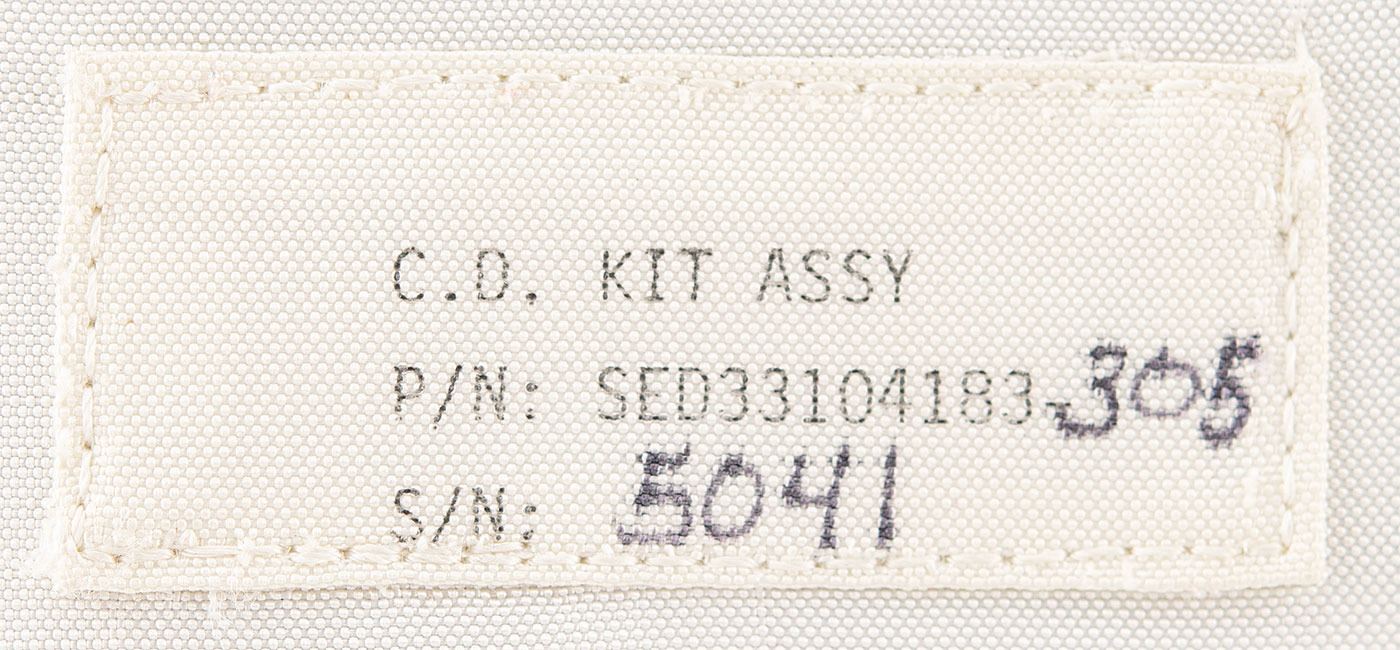 C.D. KIT ASSY
P/N: SED33104183-305
S/N: 5041